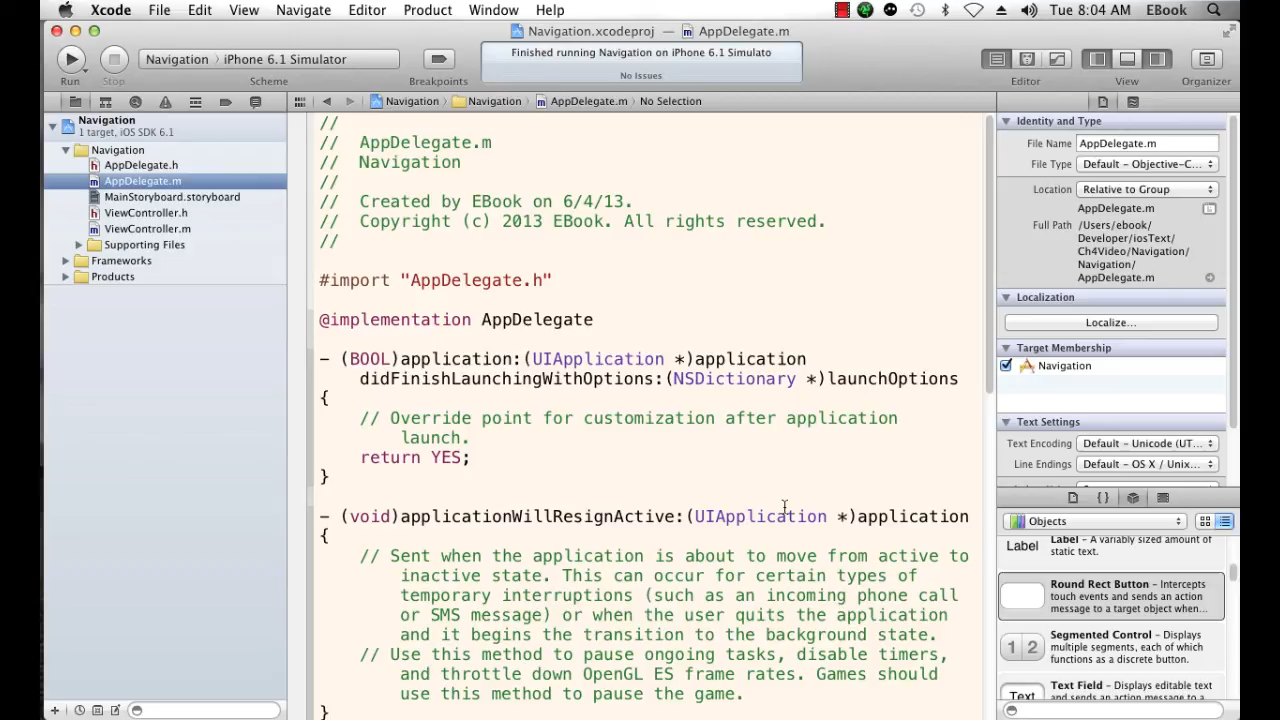 Xcode File Edit View Navigate Editor Product Window Help Tue 8:04 AM EBook
Navigation.xcodeproj — AppDelegate.m
Run Stop Navigation › iPhone 6.1 Simulator
Scheme Breakpoints
Finished running Navigation on iPhone 6.1 Simulato
No Issues
Editor View Organizer
Navigation › Navigation › AppDelegate.m › No Selection
Navigation
1 target, iOS SDK 6.1
Navigation
AppDelegate.h
AppDelegate.m
MainStoryboard.storyboard
ViewController.h
ViewController.m
Supporting Files
Frameworks
Products
//
// AppDelegate.m
// Navigation
//
// Created by EBook on 6/4/13.
// Copyright (c) 2013 EBook. All rights reserved.
//
#import "AppDelegate.h"
@implementation AppDelegate
- (BOOL)application:(UIApplication *)application
didFinishLaunchingWithOptions:(NSDictionary *)launchOptions
{
// Override point for customization after application
launch.
return YES;
}
- (void)applicationWillResignActive:(UIApplication *)application
{
// Sent when the application is about to move from active to
inactive state. This can occur for certain types of
temporary interruptions (such as an incoming phone call
or SMS message) or when the user quits the application
and it begins the transition to the background state.
// Use this method to pause ongoing tasks, disable timers,
and throttle down OpenGL ES frame rates. Games should
use this method to pause the game.
}
Identity and Type
File Name AppDelegate.m
File Type Default - Objective-C...
Location Relative to Group
AppDelegate.m
Full Path /Users/ebook/
Developer/iosText/
Ch4Video/Navigation/
Navigation/
AppDelegate.m
Localization
Localize...
Target Membership
Navigation
Text Settings
Text Encoding Default - Unicode (UT...
Line Endings Default - OS X / Unix...
Objects
Label Label - A variably sized amount of
static text.
Round Rect Button - Intercepts
touch events and sends an action
message to a target object when...
1 2 Segmented Control - Displays
multiple segments, each of which
functions as a discrete button.
Text Text Field - Displays editable text
and sends an action message to a